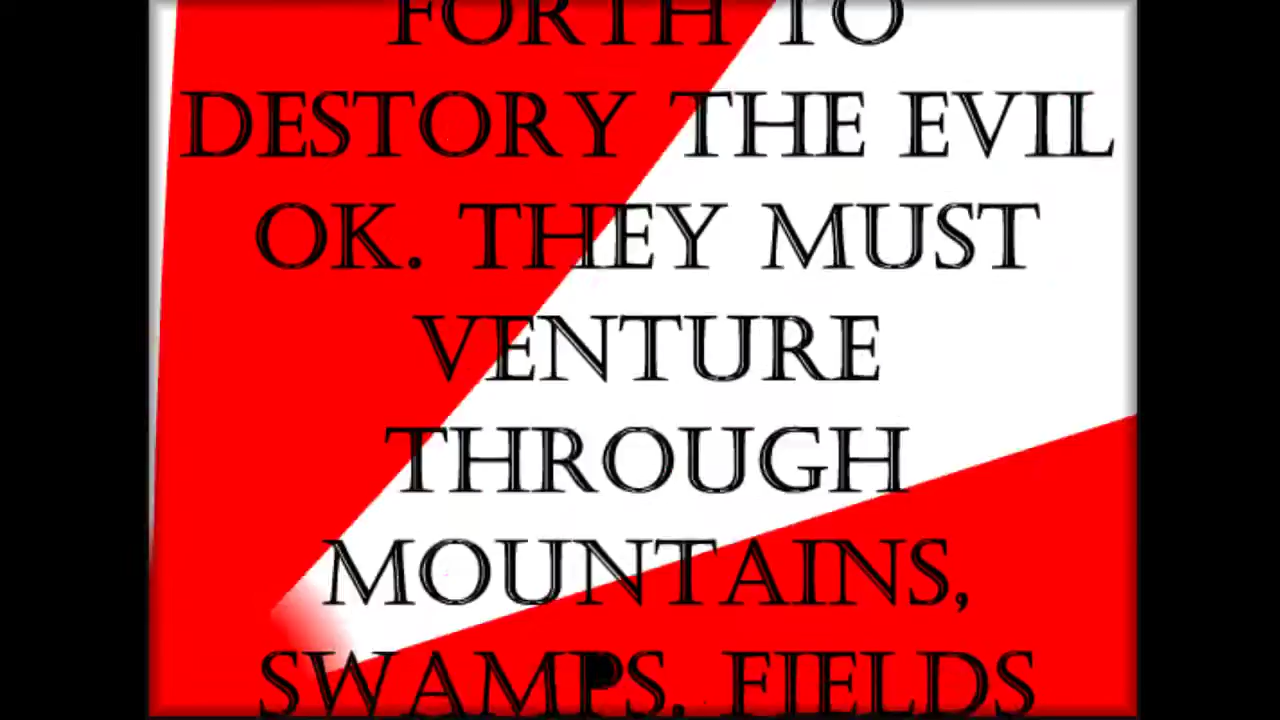 FORTH TO
DESTORY THE EVIL
OK. THEY MUST
VENTURE
THROUGH
MOUNTAINS,
SWAMPS, FIELDS